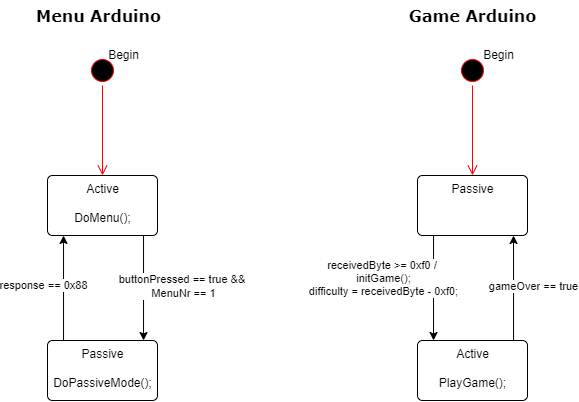 Menu Arduino
Begin
Active
DoMenu();
response == 0x88
buttonPressed == true &&
MenuNr == 1
Passive
DoPassiveMode();
Game Arduino
Begin
Passive
receivedByte >= 0xf0 /
initGame();
difficulty = receivedByte - 0xf0;
gameOver == true
Active
PlayGame();